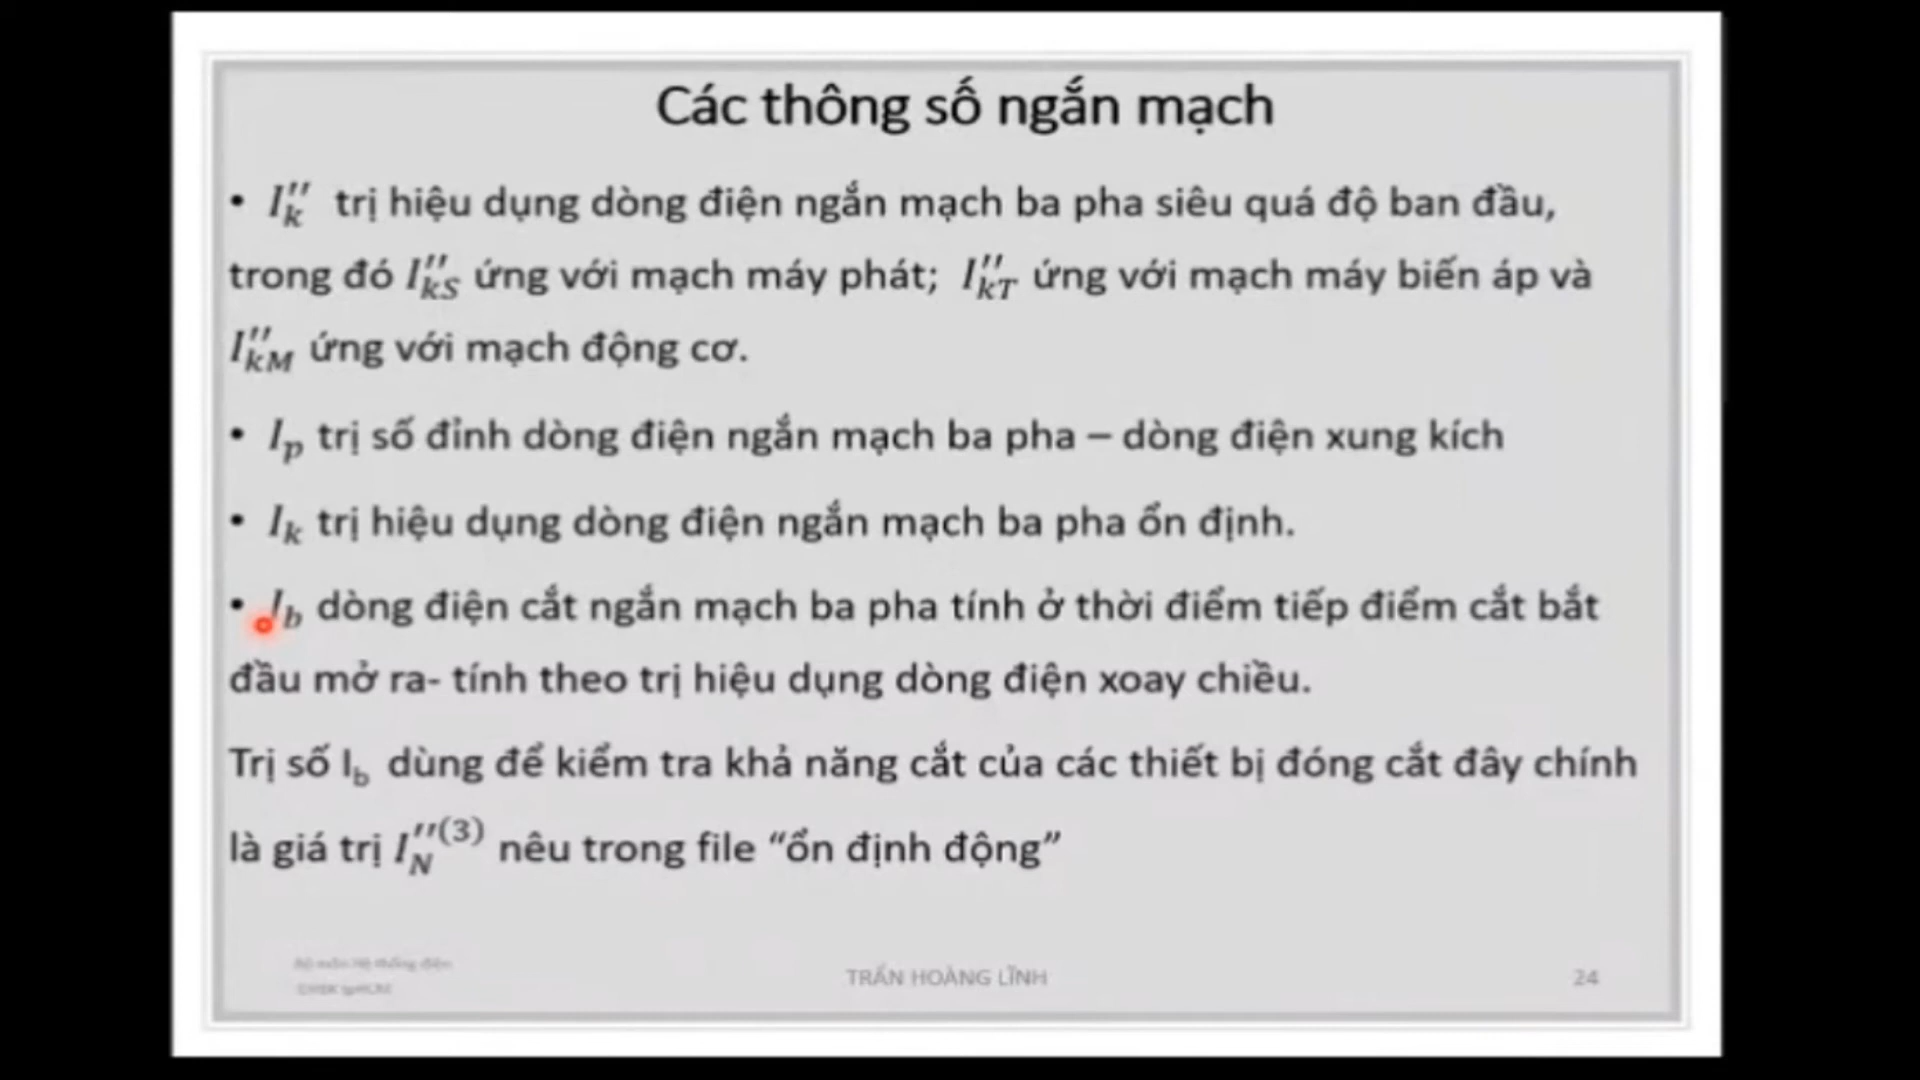 Các thông số ngắn mạch
• I''k trị hiệu dụng dòng điện ngắn mạch ba pha siêu quá độ ban đầu,
trong đó I''kS ứng với mạch máy phát; I''kT ứng với mạch máy biến áp và
I''kM ứng với mạch động cơ.
• Ip trị số đỉnh dòng điện ngắn mạch ba pha – dòng điện xung kích
• Ik trị hiệu dụng dòng điện ngắn mạch ba pha ổn định.
• Ib dòng điện cắt ngắn mạch ba pha tính ở thời điểm tiếp điểm cắt bắt
đầu mở ra- tính theo trị hiệu dụng dòng điện xoay chiều.
Trị số Ib dùng để kiểm tra khả năng cắt của các thiết bị đóng cắt đây chính
là giá trị I''N(3) nêu trong file “ổn định động”
Bộ môn Hệ thống điện
TRẦN HOÀNG LĨNH
24